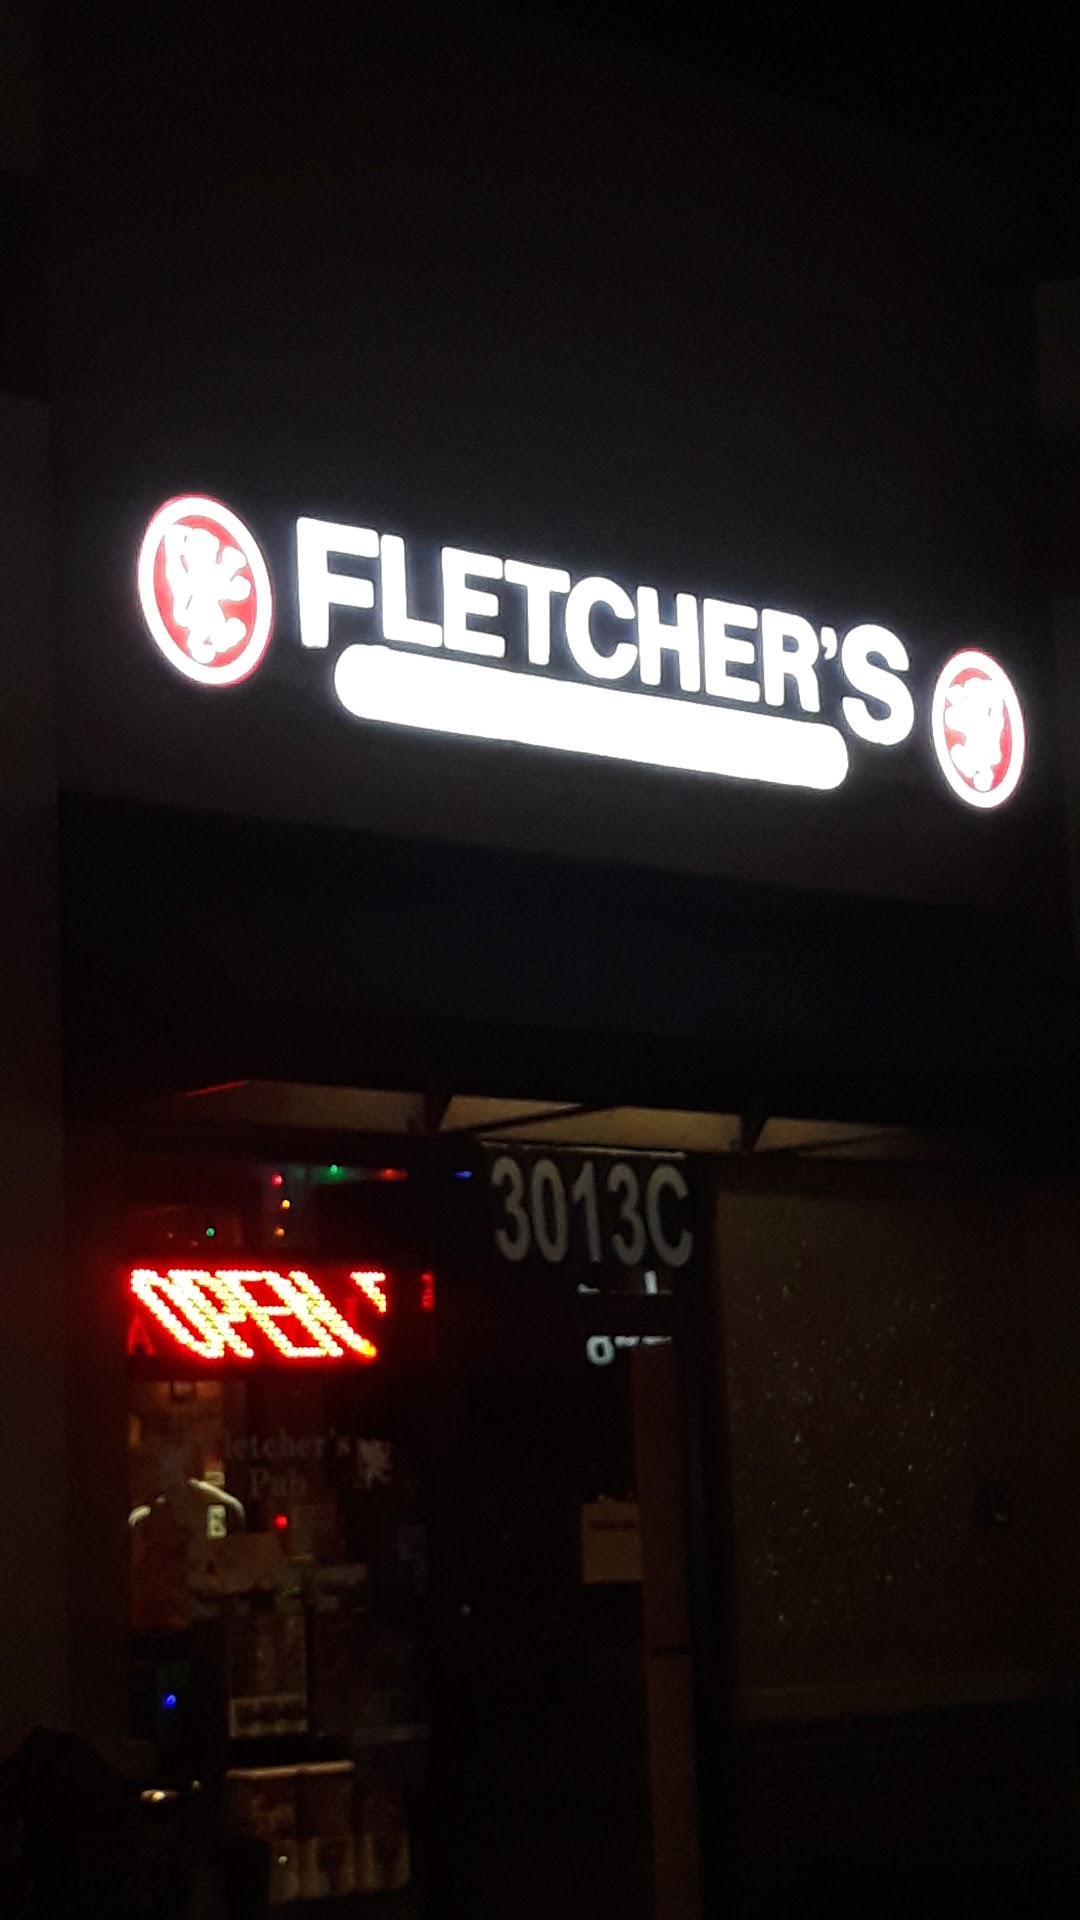 FLETCHER'S
3013C
OPEN
Fletcher's
Pub